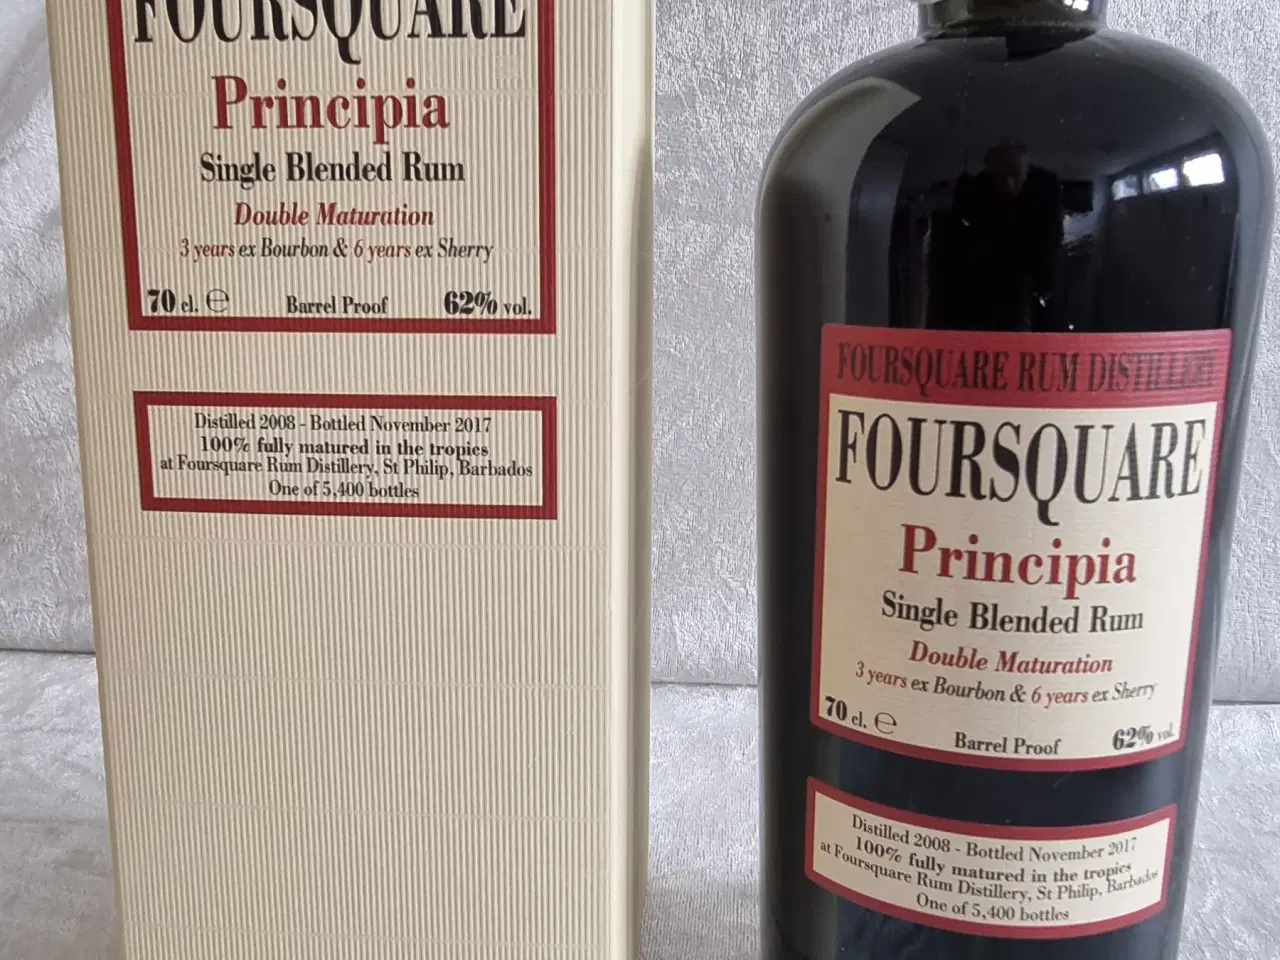 FOURSQUARE
Principia
Single Blended Rum
Double Maturation
3 years ex Bourbon & 6 years ex Sherry
70 cl. ℮ Barrel Proof 62% vol.
Distilled 2008 - Bottled November 2017
100% fully matured in the tropics
at Foursquare Rum Distillery, St Philip, Barbados
One of 5,400 bottles
FOURSQUARE RUM DISTILLERY
FOURSQUARE
Principia
Single Blended Rum
Double Maturation
3 years ex Bourbon & 6 years ex Sherry
70 cl. ℮ Barrel Proof 62% vol.
Distilled 2008 - Bottled November 2017
100% fully matured in the tropics
at Foursquare Rum Distillery, St Philip, Barbados
One of 5,400 bottles